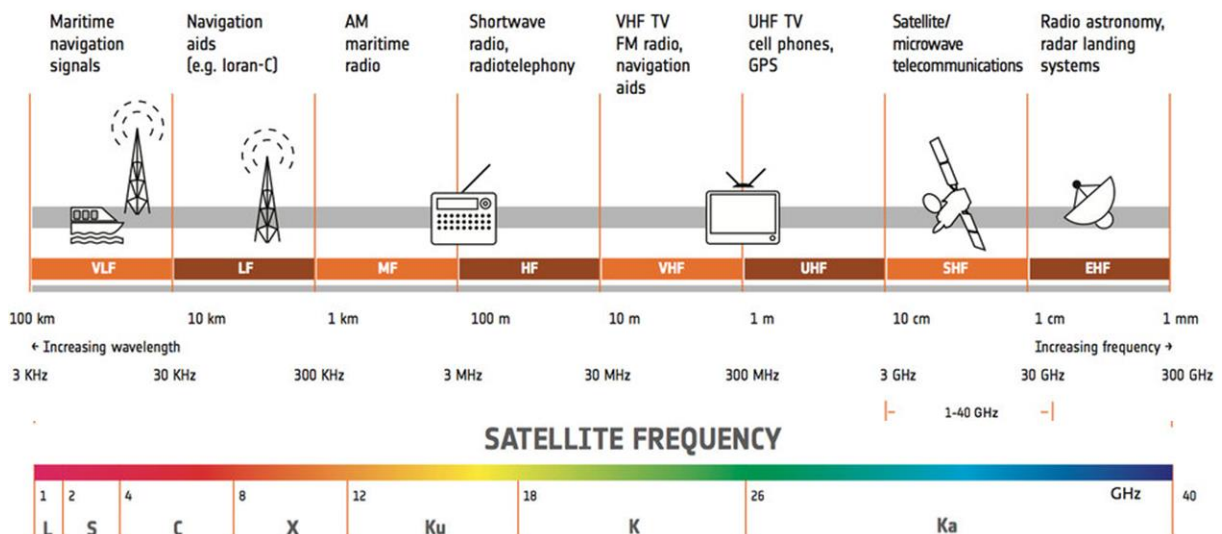 Maritime
navigation
signals
Navigation
aids
(e.g. loran-C)
AM
maritime
radio
Shortwave
radio,
radiotelephony
VHF TV
FM radio,
navigation
aids
UHF TV
cell phones,
GPS
Satellite/
microwave
telecommunications
Radio astronomy,
radar landing
systems
VLF LF MF HF VHF UHF SHF EHF
100 km 10 km 1 km 100 m 10 m 1 m 10 cm 1 cm 1 mm
← Increasing wavelength Increasing frequency →
3 KHz 30 KHz 300 KHz 3 MHz 30 MHz 300 MHz 3 GHz 30 GHz 300 GHz
1-40 GHz
SATELLITE FREQUENCY
1 2 4 8 12 18 26 GHz 40
L S C X Ku K Ka